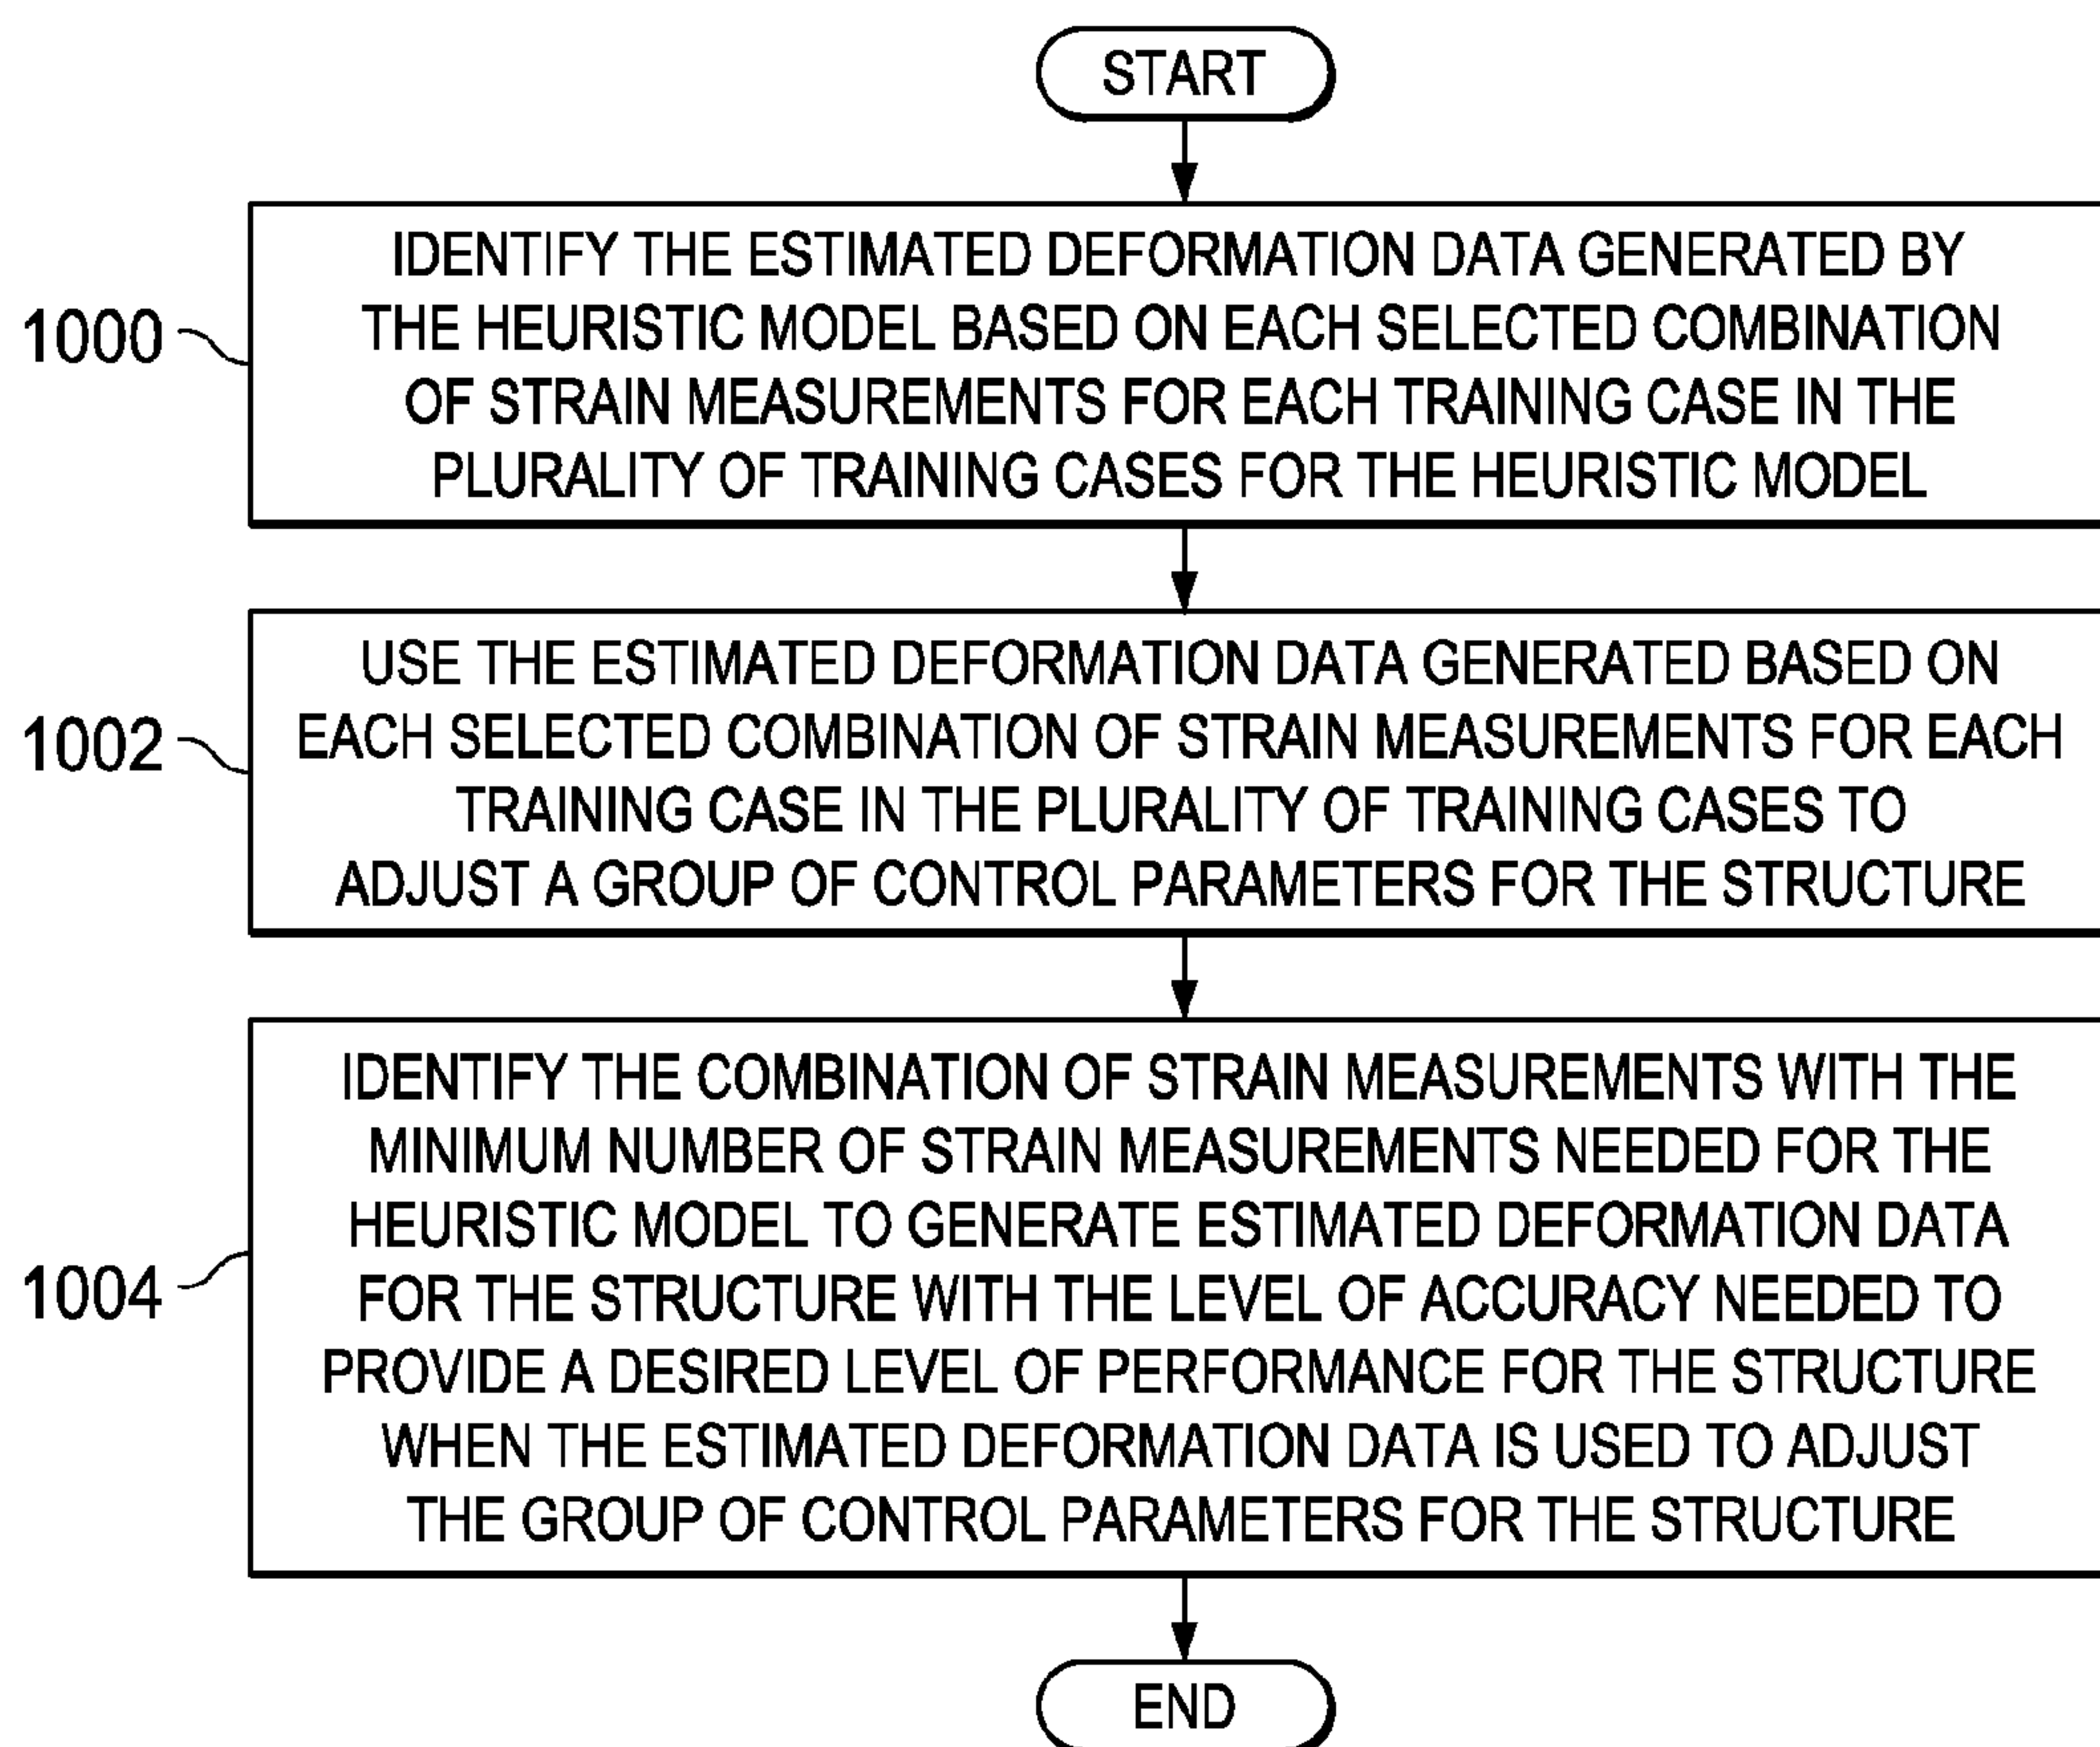 START
1000
IDENTIFY THE ESTIMATED DEFORMATION DATA GENERATED BY
THE HEURISTIC MODEL BASED ON EACH SELECTED COMBINATION
OF STRAIN MEASUREMENTS FOR EACH TRAINING CASE IN THE
PLURALITY OF TRAINING CASES FOR THE HEURISTIC MODEL
1002
USE THE ESTIMATED DEFORMATION DATA GENERATED BASED ON
EACH SELECTED COMBINATION OF STRAIN MEASUREMENTS FOR EACH
TRAINING CASE IN THE PLURALITY OF TRAINING CASES TO
ADJUST A GROUP OF CONTROL PARAMETERS FOR THE STRUCTURE
1004
IDENTIFY THE COMBINATION OF STRAIN MEASUREMENTS WITH THE
MINIMUM NUMBER OF STRAIN MEASUREMENTS NEEDED FOR THE
HEURISTIC MODEL TO GENERATE ESTIMATED DEFORMATION DATA
FOR THE STRUCTURE WITH THE LEVEL OF ACCURACY NEEDED TO
PROVIDE A DESIRED LEVEL OF PERFORMANCE FOR THE STRUCTURE
WHEN THE ESTIMATED DEFORMATION DATA IS USED TO ADJUST
THE GROUP OF CONTROL PARAMETERS FOR THE STRUCTURE
END